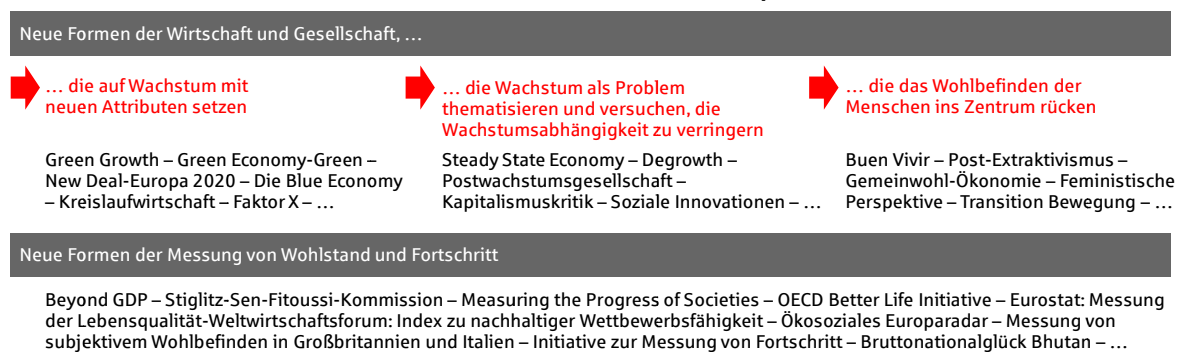 Neue Formen der Wirtschaft und Gesellschaft, …
… die auf Wachstum mit
neuen Attributen setzen
Green Growth – Green Economy-Green –
New Deal-Europa 2020 – Die Blue Economy
– Kreislaufwirtschaft – Faktor X – …
… die Wachstum als Problem
thematisieren und versuchen, die
Wachstumsabhängigkeit zu verringern
Steady State Economy – Degrowth –
Postwachstumsgesellschaft –
Kapitalismuskritik – Soziale Innovationen – …
… die das Wohlbefinden der
Menschen ins Zentrum rücken
Buen Vivir – Post-Extraktivismus –
Gemeinwohl-Ökonomie – Feministische
Perspektive – Transition Bewegung – …
Neue Formen der Messung von Wohlstand und Fortschritt
Beyond GDP – Stiglitz-Sen-Fitoussi-Kommission – Measuring the Progress of Societies – OECD Better Life Initiative – Eurostat: Messung
der Lebensqualität-Weltwirtschaftsforum: Index zu nachhaltiger Wettbewerbsfähigkeit – Ökosoziales Europaradar – Messung von
subjektivem Wohlbefinden in Großbritannien und Italien – Initiative zur Messung von Fortschritt – Bruttonationalglück Bhutan – …